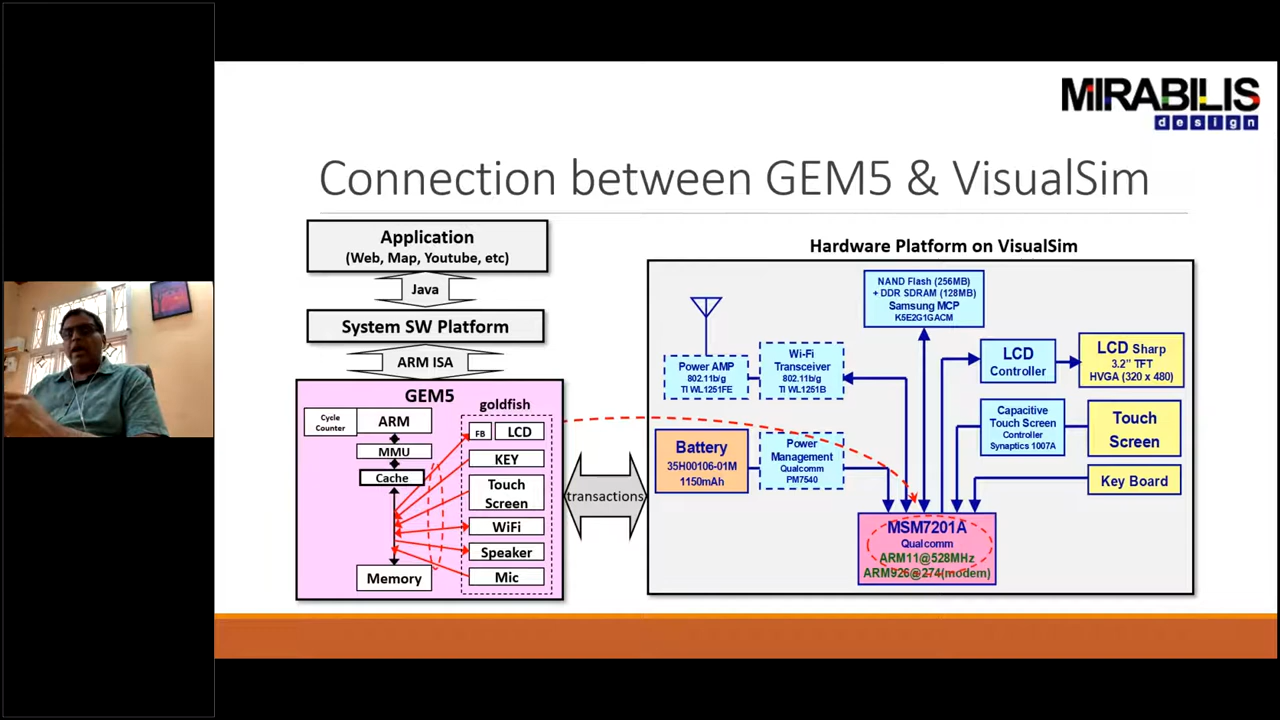 MIRABILIS
design
Connection between GEM5 & VisualSim
Application
(Web, Map, Youtube, etc)
Java
System SW Platform
ARM ISA
GEM5
Cycle
Counter
ARM
MMU
Cache
Memory
goldfish
FB
LCD
KEY
Touch
Screen
WiFi
Speaker
Mic
transactions
Hardware Platform on VisualSim
NAND Flash (256MB)
+ DDR SDRAM (128MB)
Samsung MCP
K5E2G1GACM
Power AMP
802.11b/g
TI WL1251FE
Wi-Fi
Transceiver
802.11b/g
TI WL1251B
LCD
Controller
LCD Sharp
3.2" TFT
HVGA (320 x 480)
Capacitive
Touch Screen
Controller
Synaptics 1007A
Touch
Screen
Battery
35H00106-01M
1150mAh
Power
Management
Qualcomm
PM7540
Key Board
MSM7201A
Qualcomm
ARM11@528MHz
ARM926@274(modem)